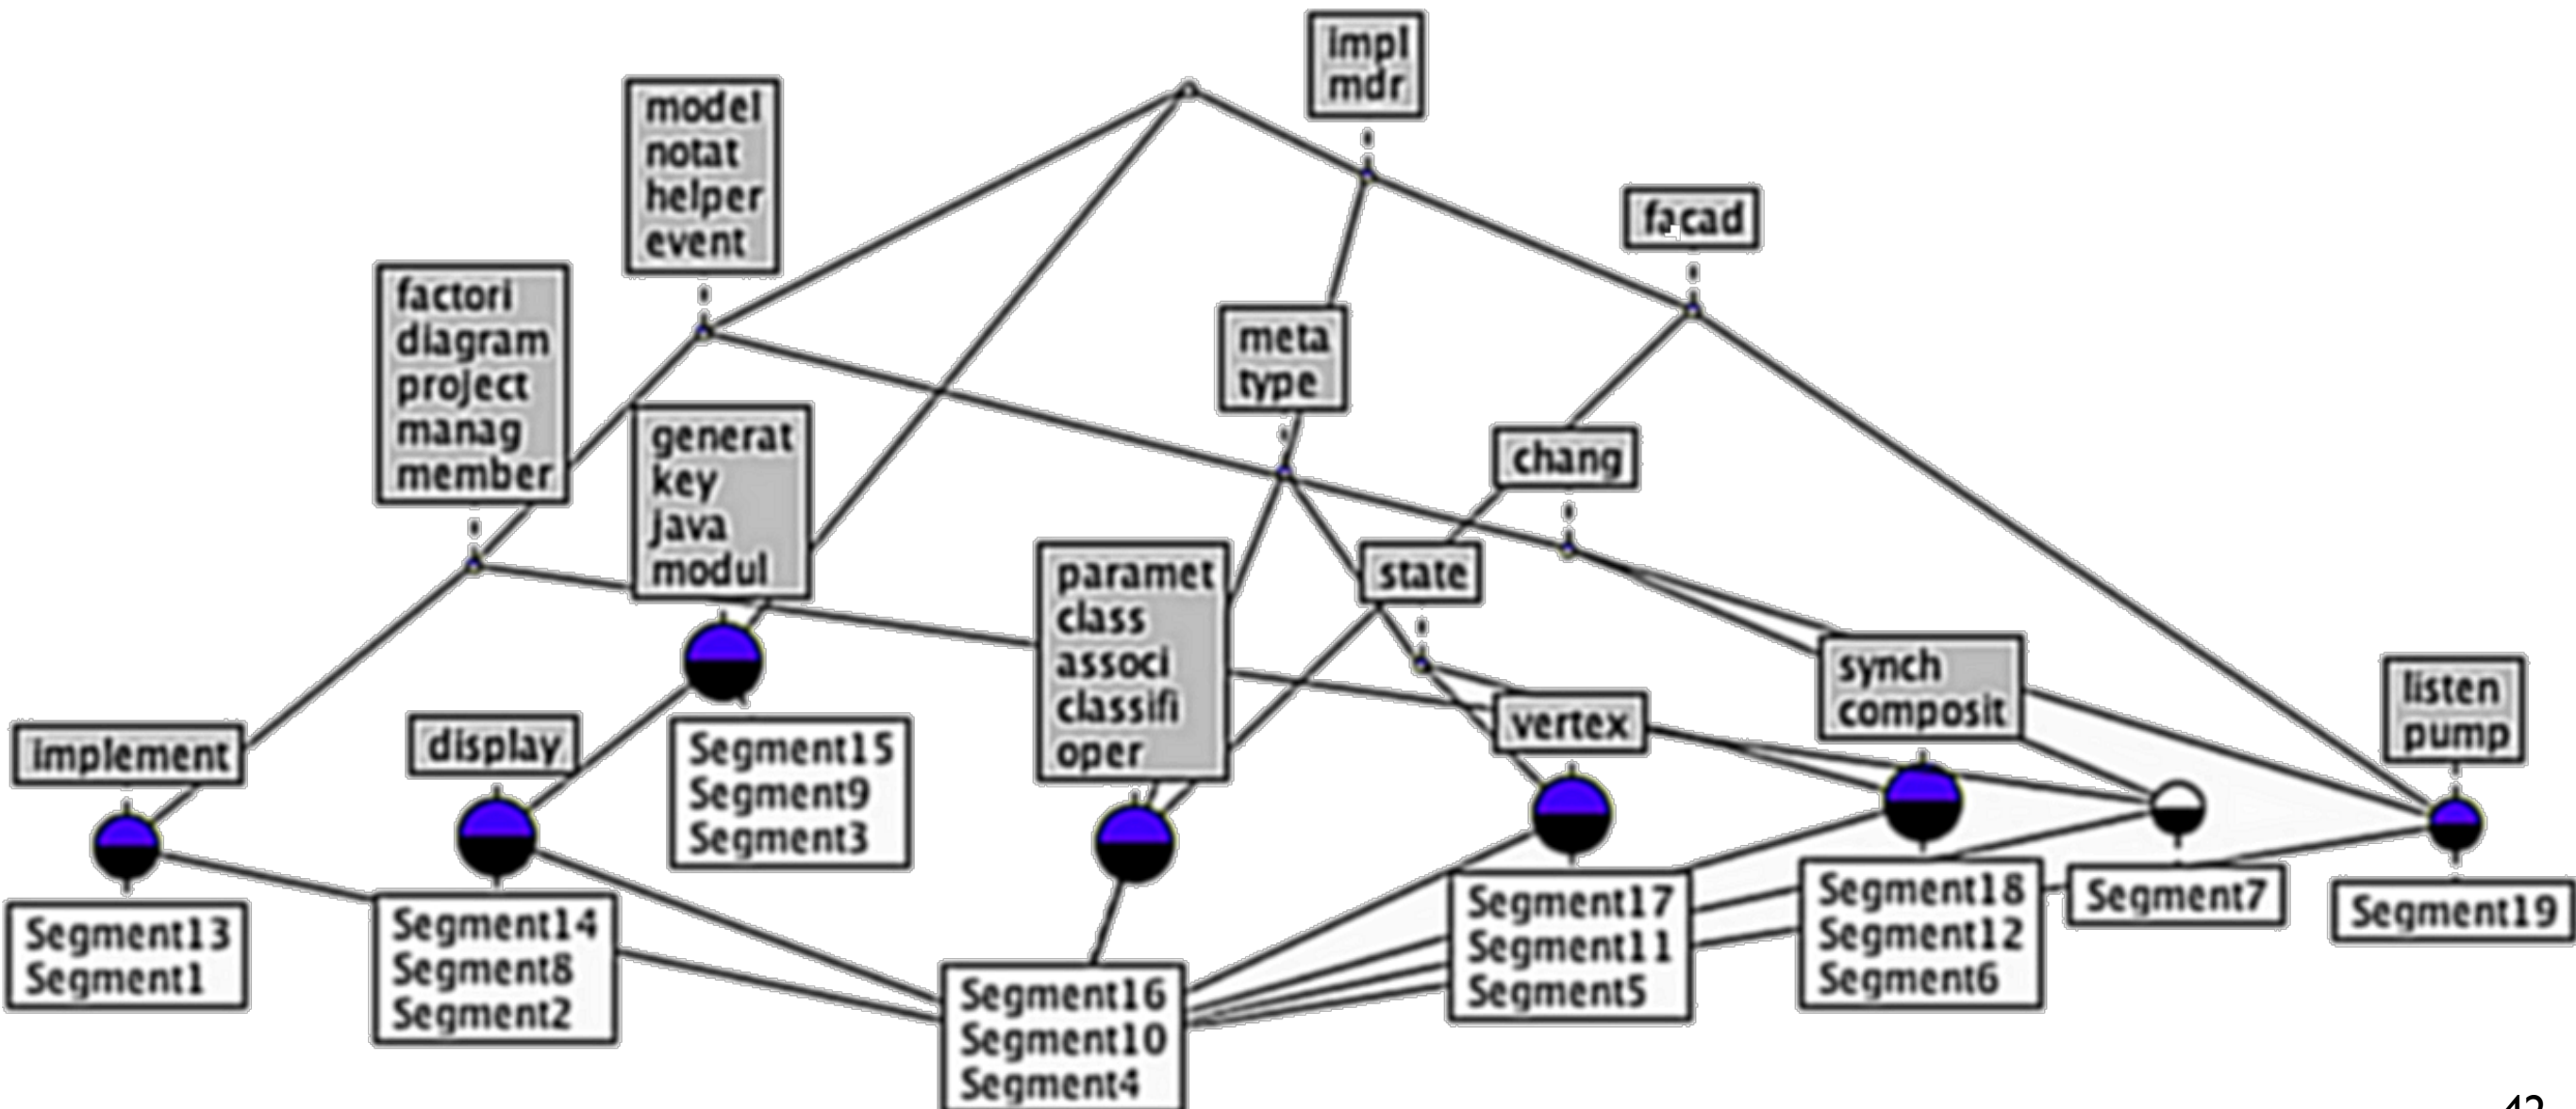 impl
mdr
model
notat
helper
event
facad
factori
diagram
project
manag
member
meta
type
generat
key
java
modul
chang
paramet
class
associ
classifi
oper
state
synch
composit
listen
pump
vertex
implement
display
Segment15
Segment9
Segment3
Segment13
Segment1
Segment14
Segment8
Segment2
Segment16
Segment10
Segment4
Segment17
Segment11
Segment5
Segment18
Segment12
Segment6
Segment7
Segment19